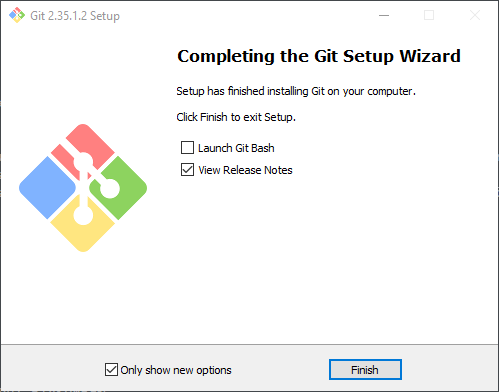 Git 2.35.1.2 Setup
Completing the Git Setup Wizard
Setup has finished installing Git on your computer.
Click Finish to exit Setup.
Launch Git Bash
View Release Notes
Only show new options
Finish